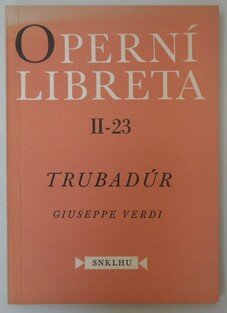 OPERNÍ
LIBRETA
II-23
TRUBADÚR
GIUSEPPE VERDI
SNKLHU